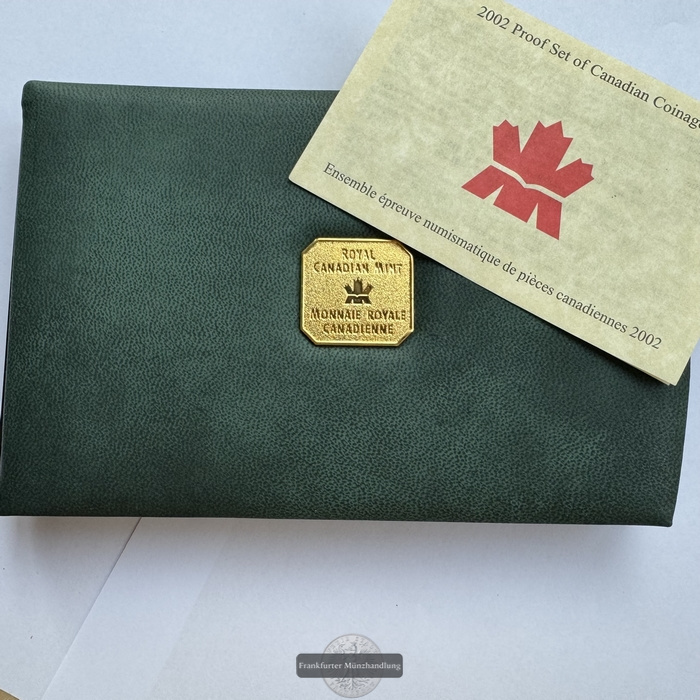 2002 Proof Set of Canadian Coinage
Ensemble épreuve numismatique de pièces canadiennes 2002
ROYAL
CANADIAN MINT
MONNAIE ROYALE
CANADIENNE
Frankfurter Münzhandlung